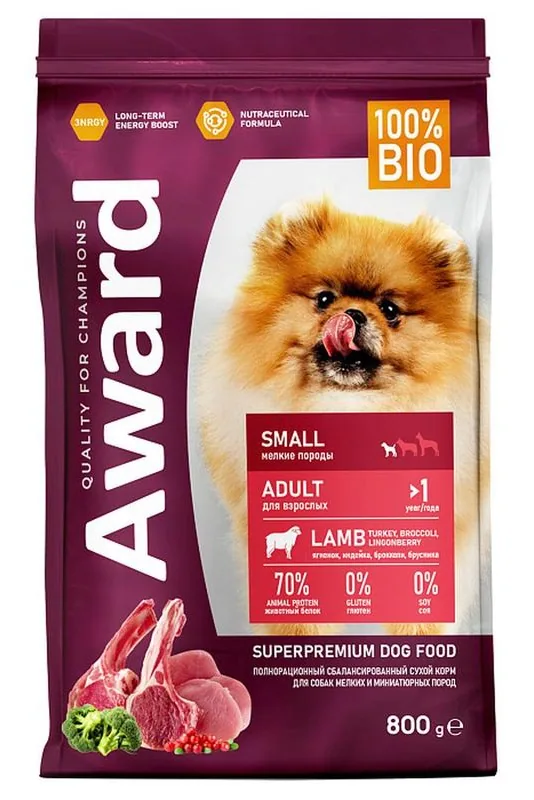 3NRGY
LONG-TERM
ENERGY BOOST
NUTRACEUTICAL
FORMULA
100%
BIO
QUALITY FOR CHAMPIONS
Award
SMALL
мелкие породы
ADULT
для взрослых
>1
year/года
LAMB TURKEY, BROCCOLI,
LINGONBERRY
ягненок, индейка, брокколи, брусника
70%
ANIMAL PROTEIN
животный белок
0%
GLUTEN
глютен
0%
SOY
соя
SUPERPREMIUM DOG FOOD
ПОЛНОРАЦИОННЫЙ СБАЛАНСИРОВАННЫЙ СУХОЙ КОРМ
ДЛЯ СОБАК МЕЛКИХ И МИНИАТЮРНЫХ ПОРОД
800 g ℮